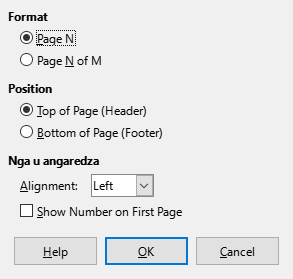 Format
Page N
Page N of M
Position
Top of Page (Header)
Bottom of Page (Footer)
Nga u angaredza
Alignment: Left
Show Number on First Page
Help OK Cancel